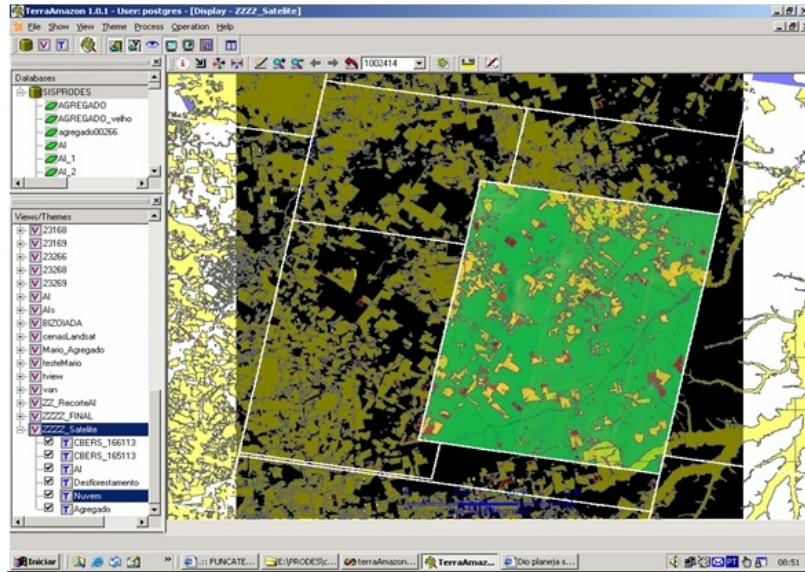 TerraAmazon 1.0.1 - User: postgres - [Display - ZZZZ_Satelite]
File Show View Theme Process Operation Help
1002414
Databases
SISPRODES
AGREGADO
AGREGADO_velho
agregado00266
AI
AI_1
AI_2
Views/Themes
23168
23169
23266
23268
23269
AI
AIs
BIZOIADA
cenasLandsat
Mario_Agregado
testeMario
tview
van
ZZ_RecorteAI
ZZZZ_FINAL
ZZZZ_Satelite
CBERS_166113
CBERS_165113
AI
Desflorestamento
Nuvem
Agregado
Iniciar
.:: FUNCATE...
E:\PRODES\c...
terraAmazon...
TerraAmaz...
Dio planeja s...
PT
08:51